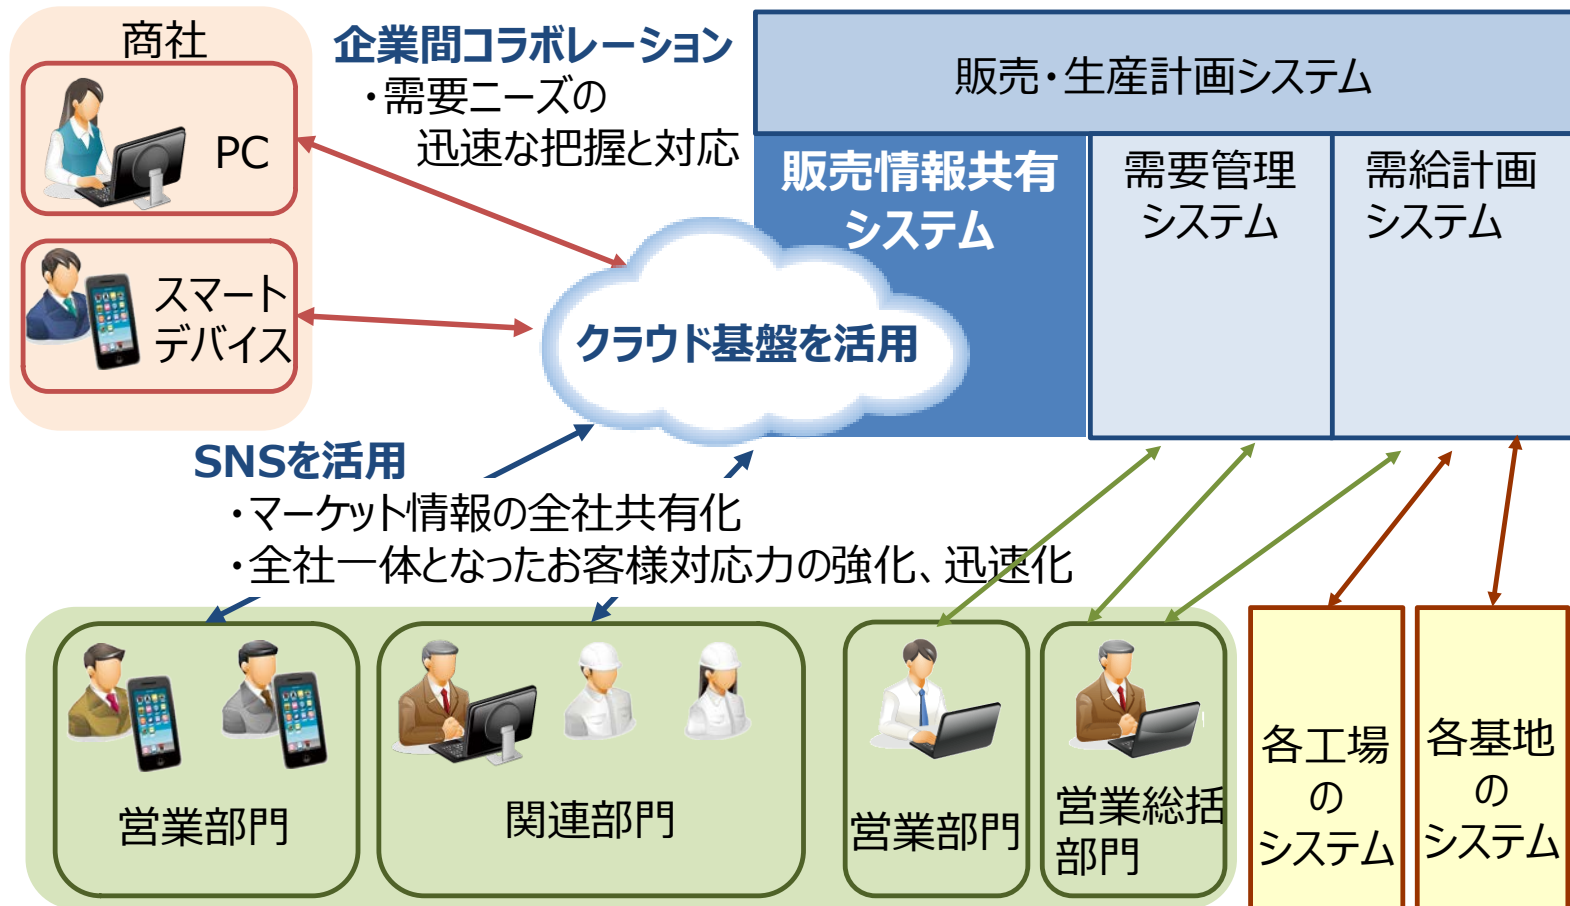 商社
PC
スマート
デバイス
企業間コラボレーション
・需要ニーズの
迅速な把握と対応
販売・生産計画システム
販売情報共有
システム
需要管理
システム
需給計画
システム
クラウド基盤を活用
SNSを活用
・マーケット情報の全社共有化
・全社一体となったお客様対応力の強化、迅速化
営業部門
関連部門
営業部門
営業総括
部門
各工場
の
システム
各基地
の
システム